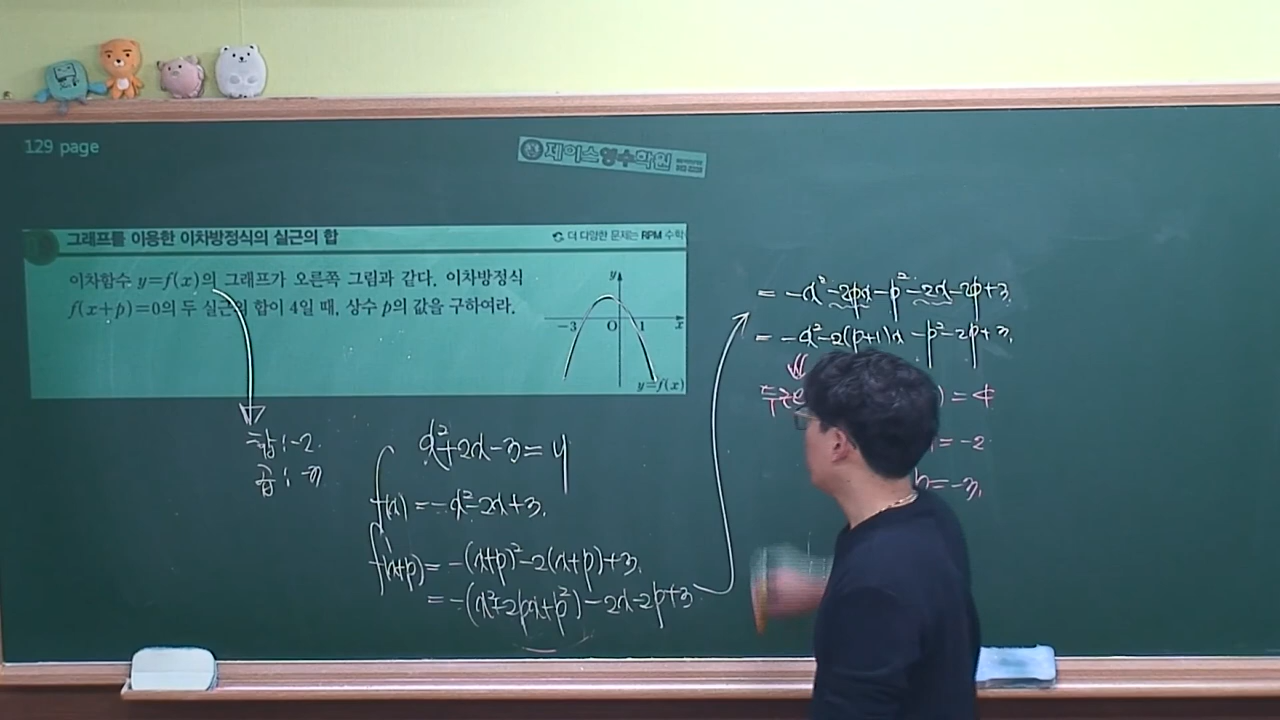 129 page
제이스영수학원
그래프를 이용한 이차방정식의 실근의 합
더 다양한 문제는 RPM 수학
이차함수 y=f(x)의 그래프가 오른쪽 그림과 같다. 이차방정식
f(x+p)=0의 두 실근의 합이 4일 때, 상수 p의 값을 구하여라.
y
-3 O 1 x
y=f(x)
합:-2.
곱:-3
x²+2x-3=y
f(x)=-x²-2x+3.
f(x+p)=-(x+p)²-2(x+p)+3.
=-(x²+2px+p²)-2x-2p+3
=-x²-2px-p²-2x-2p+3.
=-x²-2(p+1)x-p²-2p+3.
두근
)=4
=-2
p=-3.